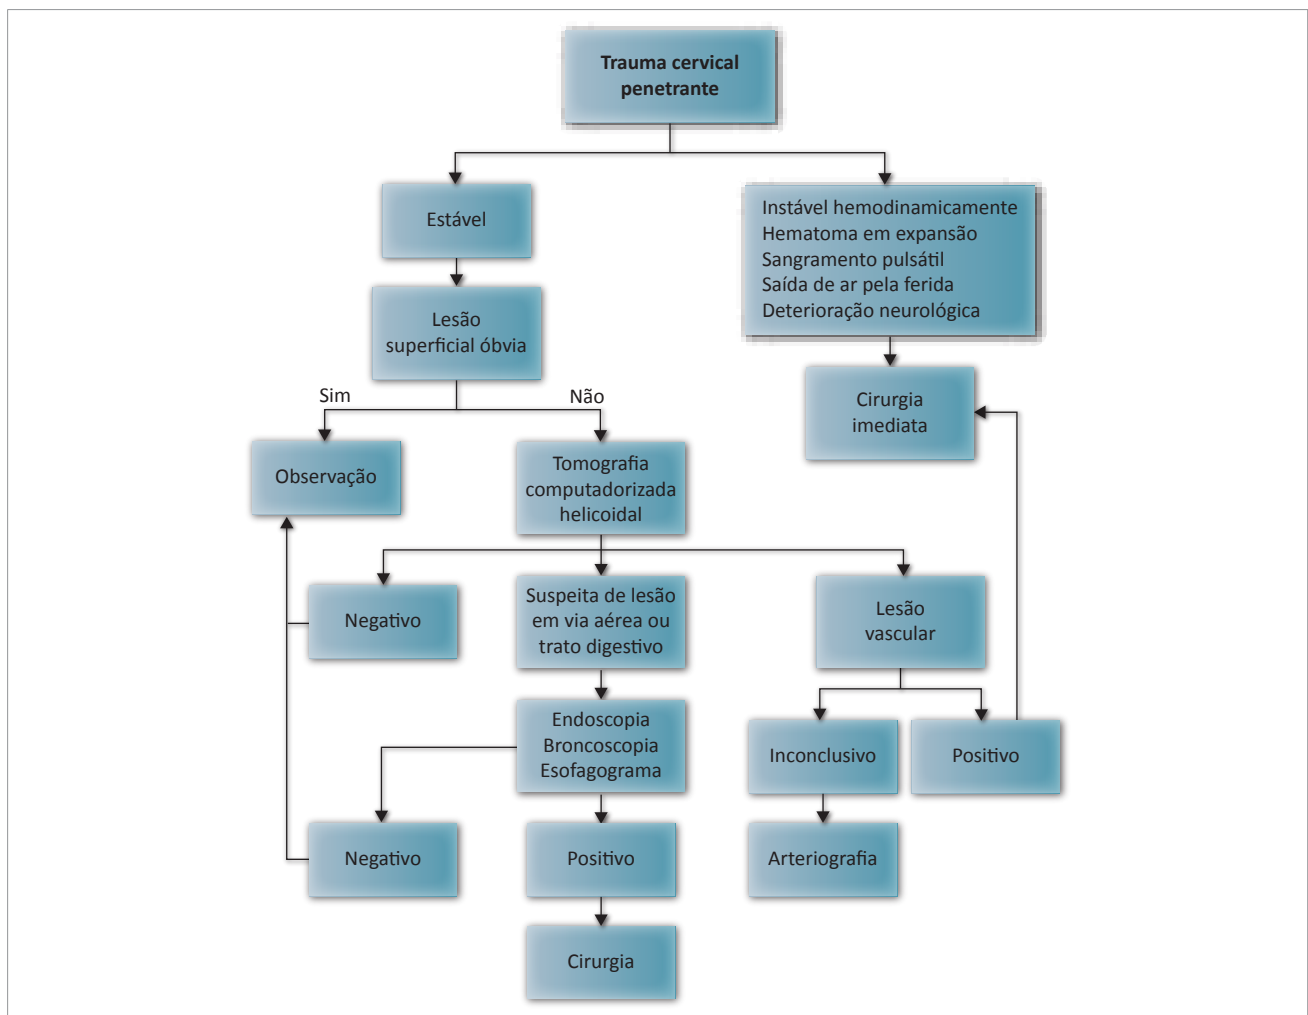 Trauma cervical
penetrante
Estável
Instável hemodinamicamente
Hematoma em expansão
Sangramento pulsátil
Saída de ar pela ferida
Deterioração neurológica
Lesão
superficial óbvia
Cirurgia
imediata
Sim
Não
Observação
Tomografia
computadorizada
helicoidal
Negativo
Suspeita de lesão
em via aérea ou
trato digestivo
Lesão
vascular
Endoscopia
Broncoscopia
Esofagograma
Inconclusivo
Positivo
Negativo
Positivo
Arteriografia
Cirurgia